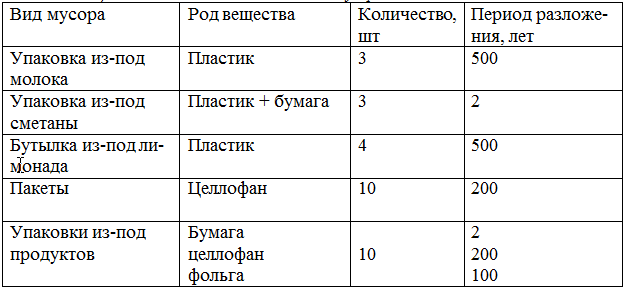 Вид мусора Род вещества Количество, Период разложе-
шт ния, лет
Упаковка из-под Пластик 3 500
молока
Упаковка из-под Пластик + бумага 3 2
сметаны
Бутылка из-под ли- Пластик 4 500
монада
Пакеты Целлофан 10 200
Упаковки из-под Бумага 2
продуктов целлофан 10 200
фольга 100